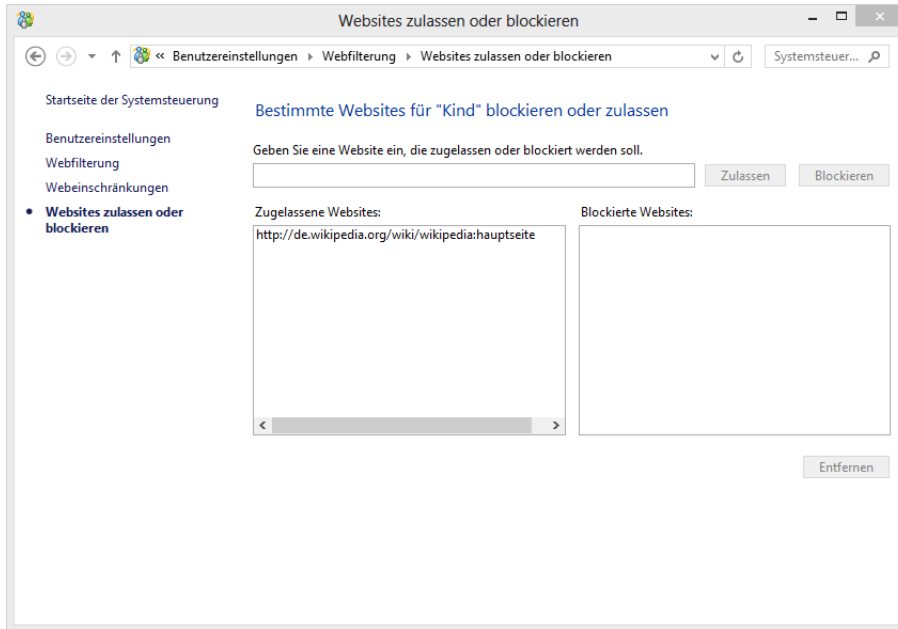 Websites zulassen oder blockieren
« Benutzereinstellungen Webfilterung Websites zulassen oder blockieren
Systemsteuer...
Startseite der Systemsteuerung
Benutzereinstellungen
Webfilterung
Webeinschränkungen
• Websites zulassen oder
blockieren
Bestimmte Websites für "Kind" blockieren oder zulassen
Geben Sie eine Website ein, die zugelassen oder blockiert werden soll.
Zulassen Blockieren
Zugelassene Websites: Blockierte Websites:
http://de.wikipedia.org/wiki/wikipedia:hauptseite
Entfernen